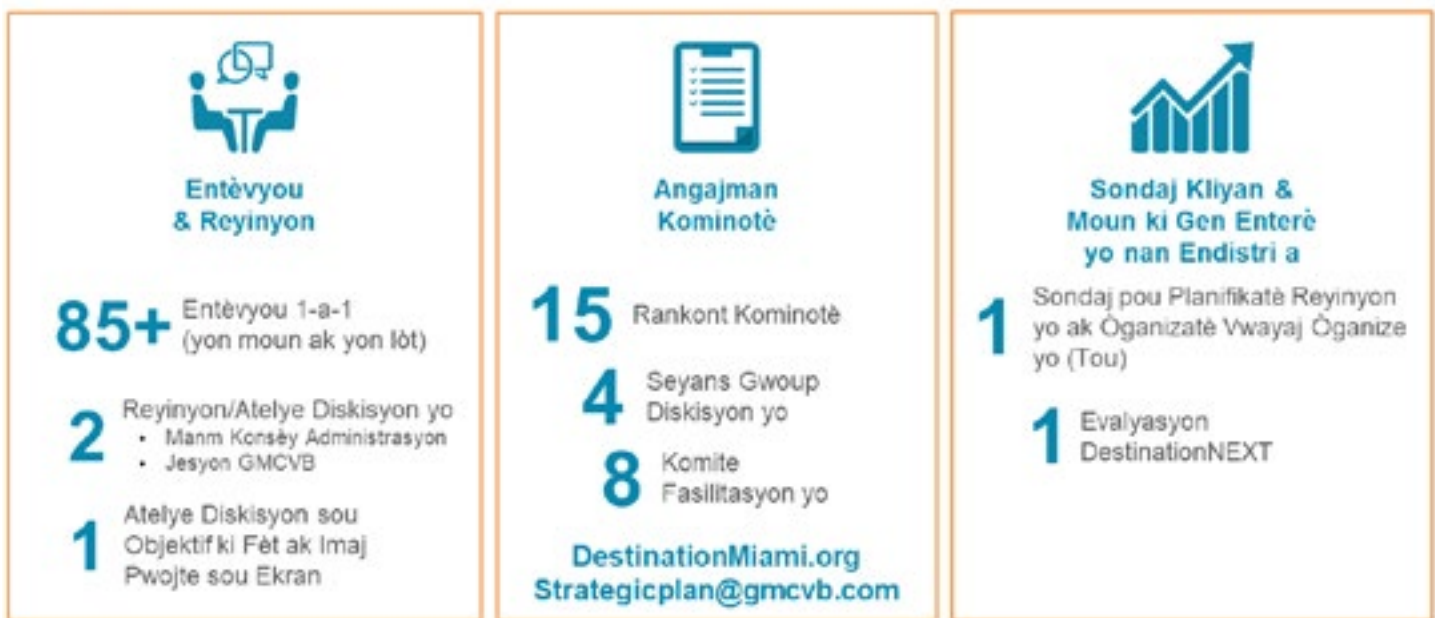 Entèvyou
& Reyinyon
85+ Entèvyou 1-a-1
(yon moun ak yon lòt)
2 Reyinyon/Atelye Diskisyon yo
• Manm Konsèy Administrasyon
• Jesyon GMCVB
1 Atelye Diskisyon sou
Objektif ki Fèt ak Imaj
Pwojte sou Ekran
Angajman
Kominotè
15 Rankont Kominotè
4 Seyans Gwoup
Diskisyon yo
8 Komite
Fasilitasyon yo
DestinationMiami.org
Strategicplan@gmcvb.com
Sondaj Kliyan &
Moun ki Gen Enterè
yo nan Endistri a
1 Sondaj pou Planifikatè Reyinyon
yo ak Òganizatè Vwayaj Òganize
yo (Tou)
1 Evalyasyon
DestinationNEXT